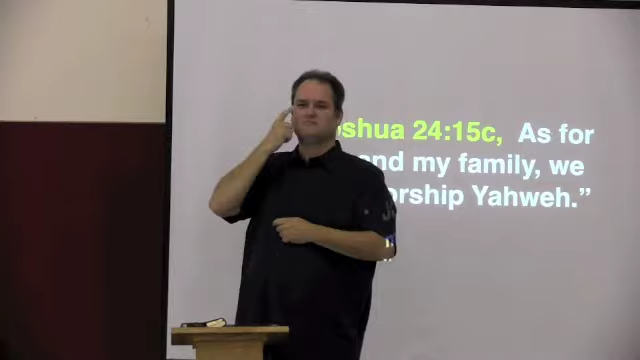 oshua 24:15c, As for
and my family, we
orship Yahweh.”